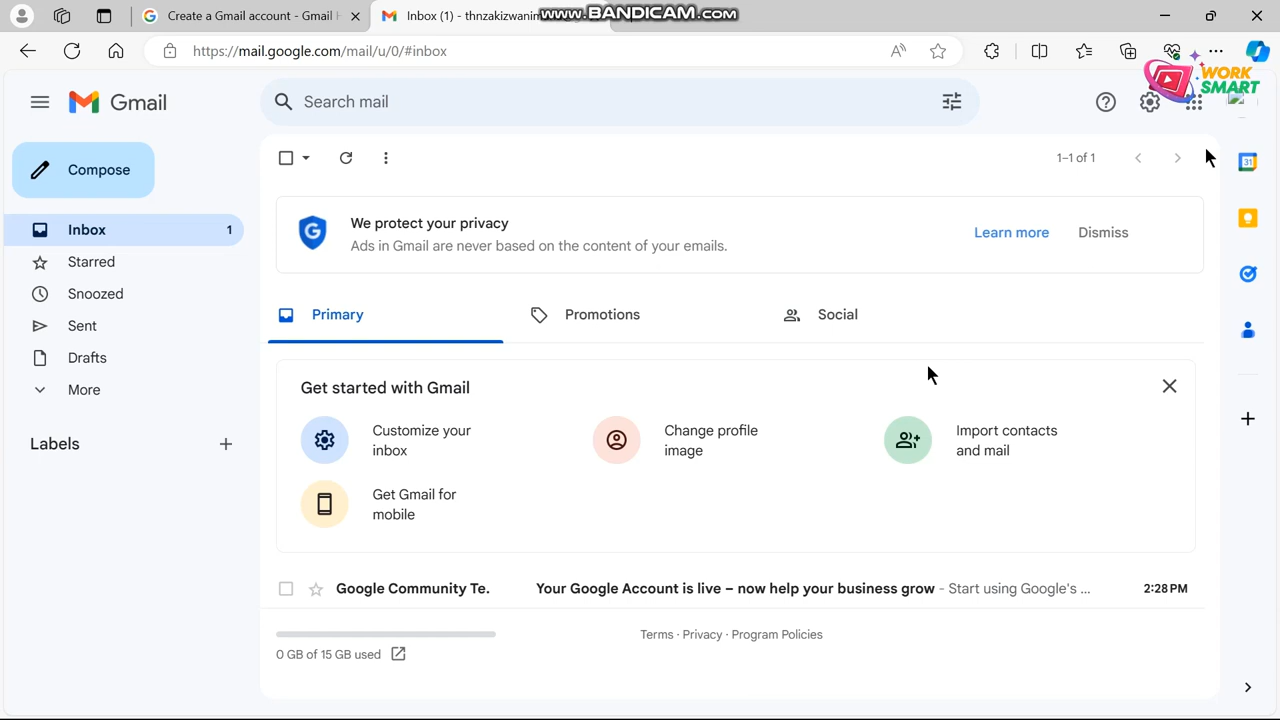 Create a Gmail account - Gmail H
Inbox (1) - thnzakizwanim
www.BANDICAM.com
https://mail.google.com/mail/u/0/#inbox
WORK
SMART
Gmail
Search mail
Compose
1–1 of 1
31
Inbox 1
Starred
Snoozed
Sent
Drafts
More
Labels
We protect your privacy
Ads in Gmail are never based on the content of your emails.
Learn more
Dismiss
Primary
Promotions
Social
Get started with Gmail
Customize your
inbox
Change profile
image
Import contacts
and mail
Get Gmail for
mobile
Google Community Te. Your Google Account is live – now help your business grow - Start using Google's ... 2:28 PM
Terms · Privacy · Program Policies
0 GB of 15 GB used